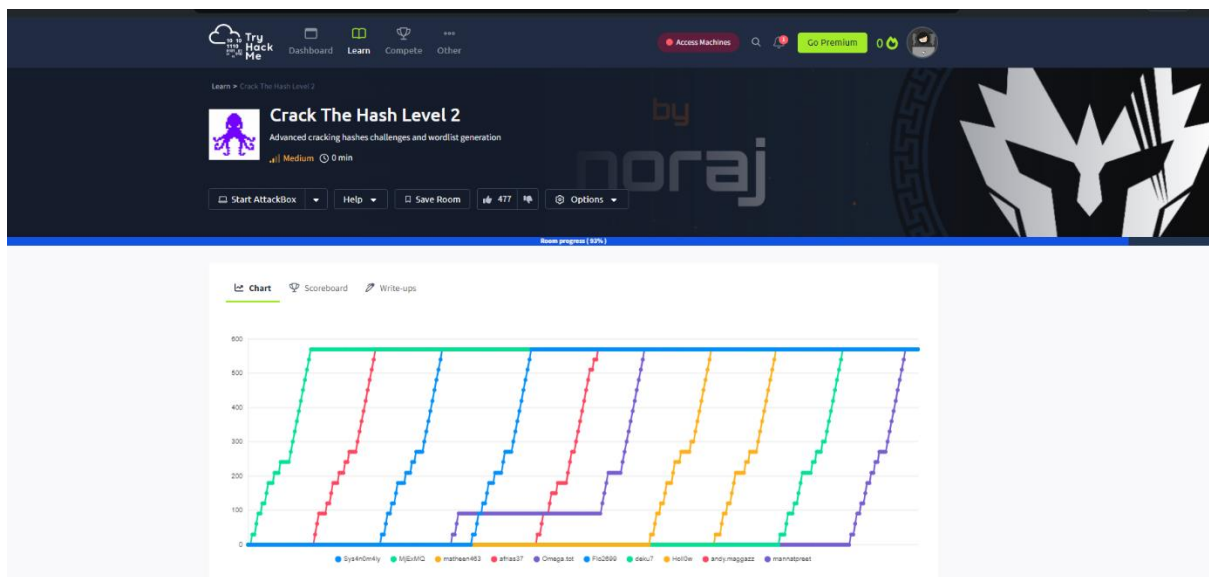 Try Hack Me
Dashboard Learn Compete Other
Access Machines
Go Premium
0
Learn > Crack The Hash Level 2
Crack The Hash Level 2
Advanced cracking hashes challenges and wordlist generation
Medium 0 min
by
noraj
Start AttackBox Help Save Room 477 Options
Room progress ( 93% )
Chart Scoreboard Write-ups
600
500
400
300
200
100
0
Sys4n0m4ly MjExMQ matheen463 afnas37 Omega.tot Flo2699 deku7 Holl0w andy.maggazz mannatpreet